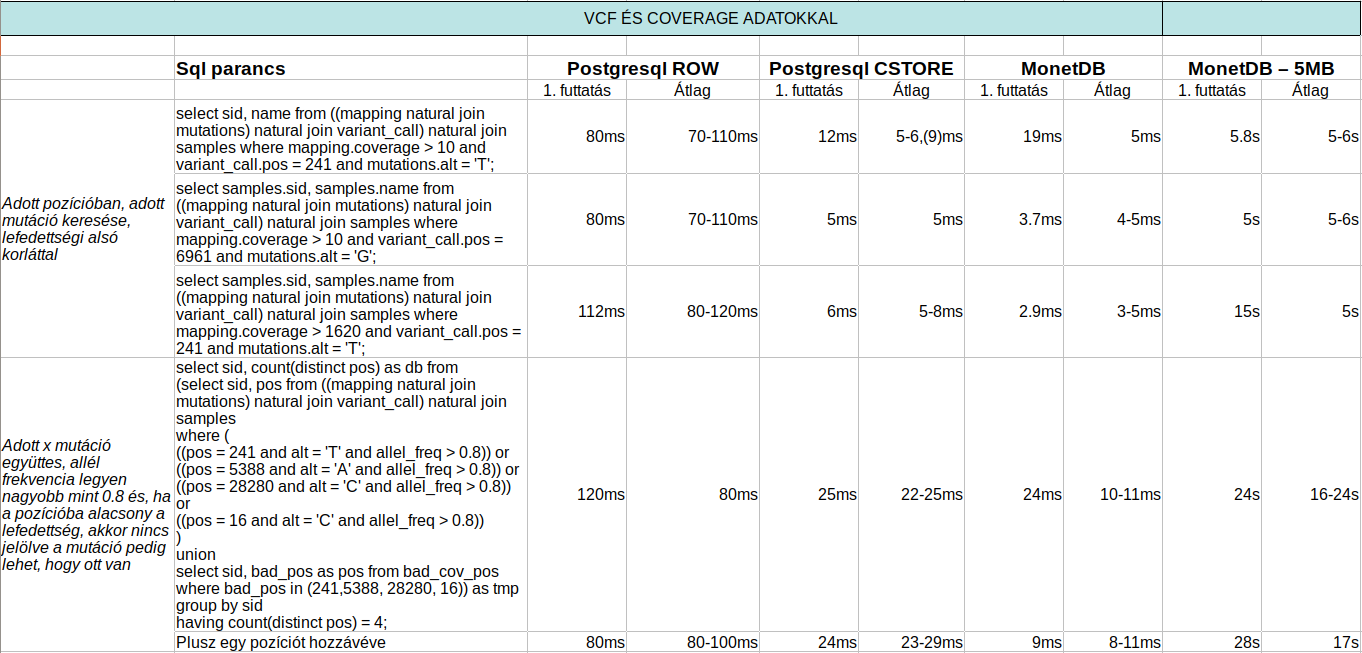 VCF ÉS COVERAGE ADATOKKAL
Sql parancs
Postgresql ROW
Postgresql CSTORE
MonetDB
MonetDB – 5MB
1. futtatás
Átlag
1. futtatás
Átlag
1. futtatás
Átlag
1. futtatás
Átlag
Adott pozícióban, adott
mutáció keresése,
lefedettségi alsó
korláttal
select sid, name from ((mapping natural join
mutations) natural join variant_call) natural join
samples where mapping.coverage > 10 and
variant_call.pos = 241 and mutations.alt = 'T';
80ms
70-110ms
12ms
5-6,(9)ms
19ms
5ms
5.8s
5-6s
select samples.sid, samples.name from
((mapping natural join mutations) natural join
variant_call) natural join samples where
mapping.coverage > 10 and variant_call.pos =
6961 and mutations.alt = 'G';
80ms
70-110ms
5ms
5ms
3.7ms
4-5ms
5s
5-6s
select samples.sid, samples.name from
((mapping natural join mutations) natural join
variant_call) natural join samples where
mapping.coverage > 1620 and variant_call.pos =
241 and mutations.alt = 'T';
112ms
80-120ms
6ms
5-8ms
2.9ms
3-5ms
15s
5s
Adott x mutáció
együttes, allél
frekvencia legyen
nagyobb mint 0.8 és, ha
a pozícióba alacsony a
lefedettség, akkor nincs
jelölve a mutáció pedig
lehet, hogy ott van
select sid, count(distinct pos) as db from
(select sid, pos from ((mapping natural join
mutations) natural join variant_call) natural join
samples
where (
((pos = 241 and alt = 'T' and allel_freq > 0.8)) or
((pos = 5388 and alt = 'A' and allel_freq > 0.8)) or
((pos = 28280 and alt = 'C' and allel_freq > 0.8))
or
((pos = 16 and alt = 'C' and allel_freq > 0.8))
)
union
select sid, bad_pos as pos from bad_cov_pos
where bad_pos in (241,5388, 28280, 16)) as tmp
group by sid
having count(distinct pos) = 4;
120ms
80ms
25ms
22-25ms
24ms
10-11ms
24s
16-24s
Plusz egy pozíciót hozzávéve
80ms
80-100ms
24ms
23-29ms
9ms
8-11ms
28s
17s